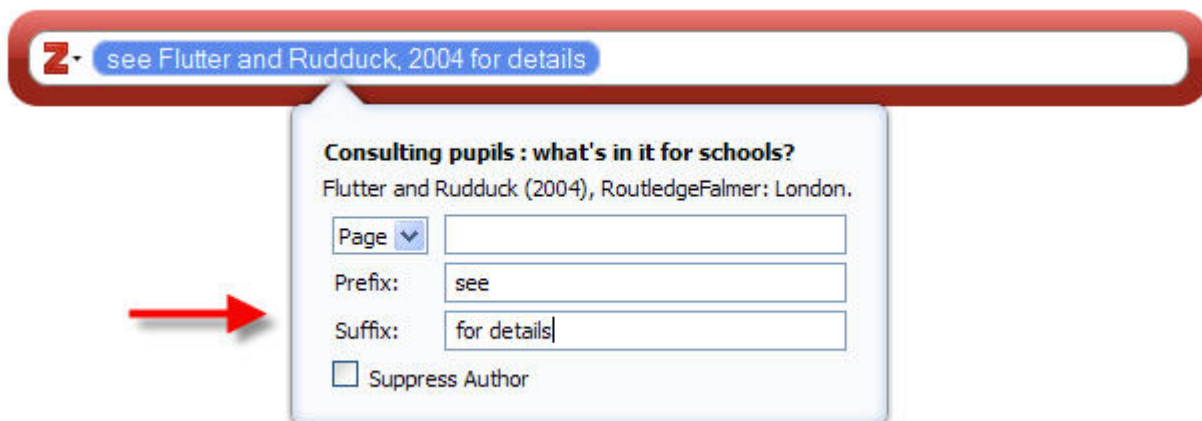 Z see Flutter and Rudduck, 2004 for details
Consulting pupils : what's in it for schools?
Flutter and Rudduck (2004), RoutledgeFalmer: London.
Page
Prefix: see
Suffix: for details
Suppress Author